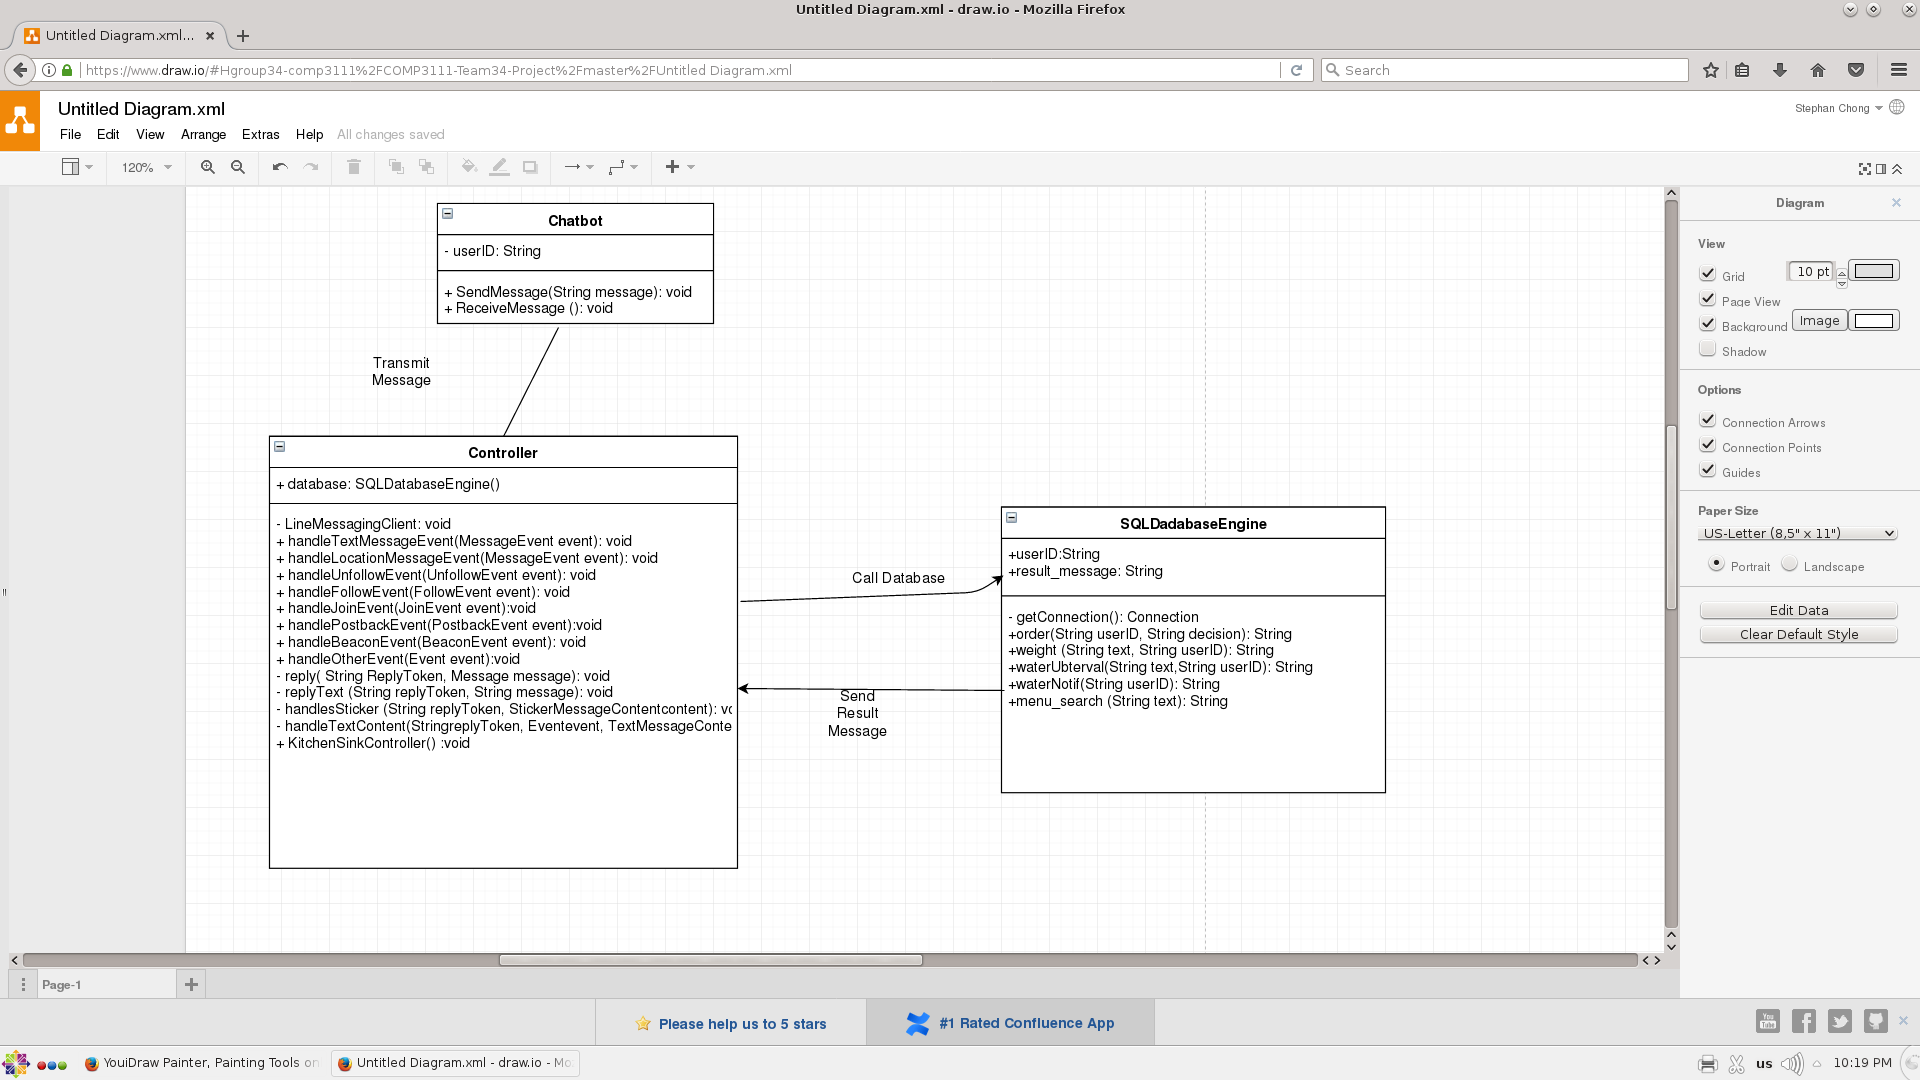 Untitled Diagram.xml - draw.io - Mozilla Firefox
Untitled Diagram.xml...
https://www.draw.io/#Hgroup34-comp3111%2FCOMP3111-Team34-Project%2Fmaster%2FUntitled Diagram.xml
Search
Untitled Diagram.xml
Stephan Chong
File Edit View Arrange Extras Help All changes saved
120%
Chatbot
- userID: String
+ SendMessage(String message): void
+ ReceiveMessage (): void
Transmit
Message
Controller
+ database: SQLDatabaseEngine()
- LineMessagingClient: void
+ handleTextMessageEvent(MessageEvent event): void
+ handleLocationMessageEvent(MessageEvent event): void
+ handleUnfollowEvent(UnfollowEvent event): void
+ handleFollowEvent(FollowEvent event): void
+ handleJoinEvent(JoinEvent event):void
+ handlePostbackEvent(PostbackEvent event):void
+ handleBeaconEvent(BeaconEvent event): void
+ handleOtherEvent(Event event):void
- reply( String ReplyToken, Message message): void
- replyText (String replyToken, String message): void
- handlesSticker (String replyToken, StickerMessageContentcontent): vo
- handleTextContent(StringreplyToken, Eventevent, TextMessageConte
+ KitchenSinkController() :void
Call Database
Send
Result
Message
SQLDadabaseEngine
+userID:String
+result_message: String
- getConnection(): Connection
+order(String userID, String decision): String
+weight (String text, String userID): String
+waterUbterval(String text,String userID): String
+waterNotif(String userID): String
+menu_search (String text): String
Diagram
View
Grid 10 pt
Page View
Background Image
Shadow
Options
Connection Arrows
Connection Points
Guides
Paper Size
US-Letter (8,5" x 11")
Portrait Landscape
Edit Data
Clear Default Style
Page-1
Please help us to 5 stars
#1 Rated Confluence App
You Tube
YouiDraw Painter, Painting Tools on
Untitled Diagram.xml - draw.io - Mo
us
10:19 PM